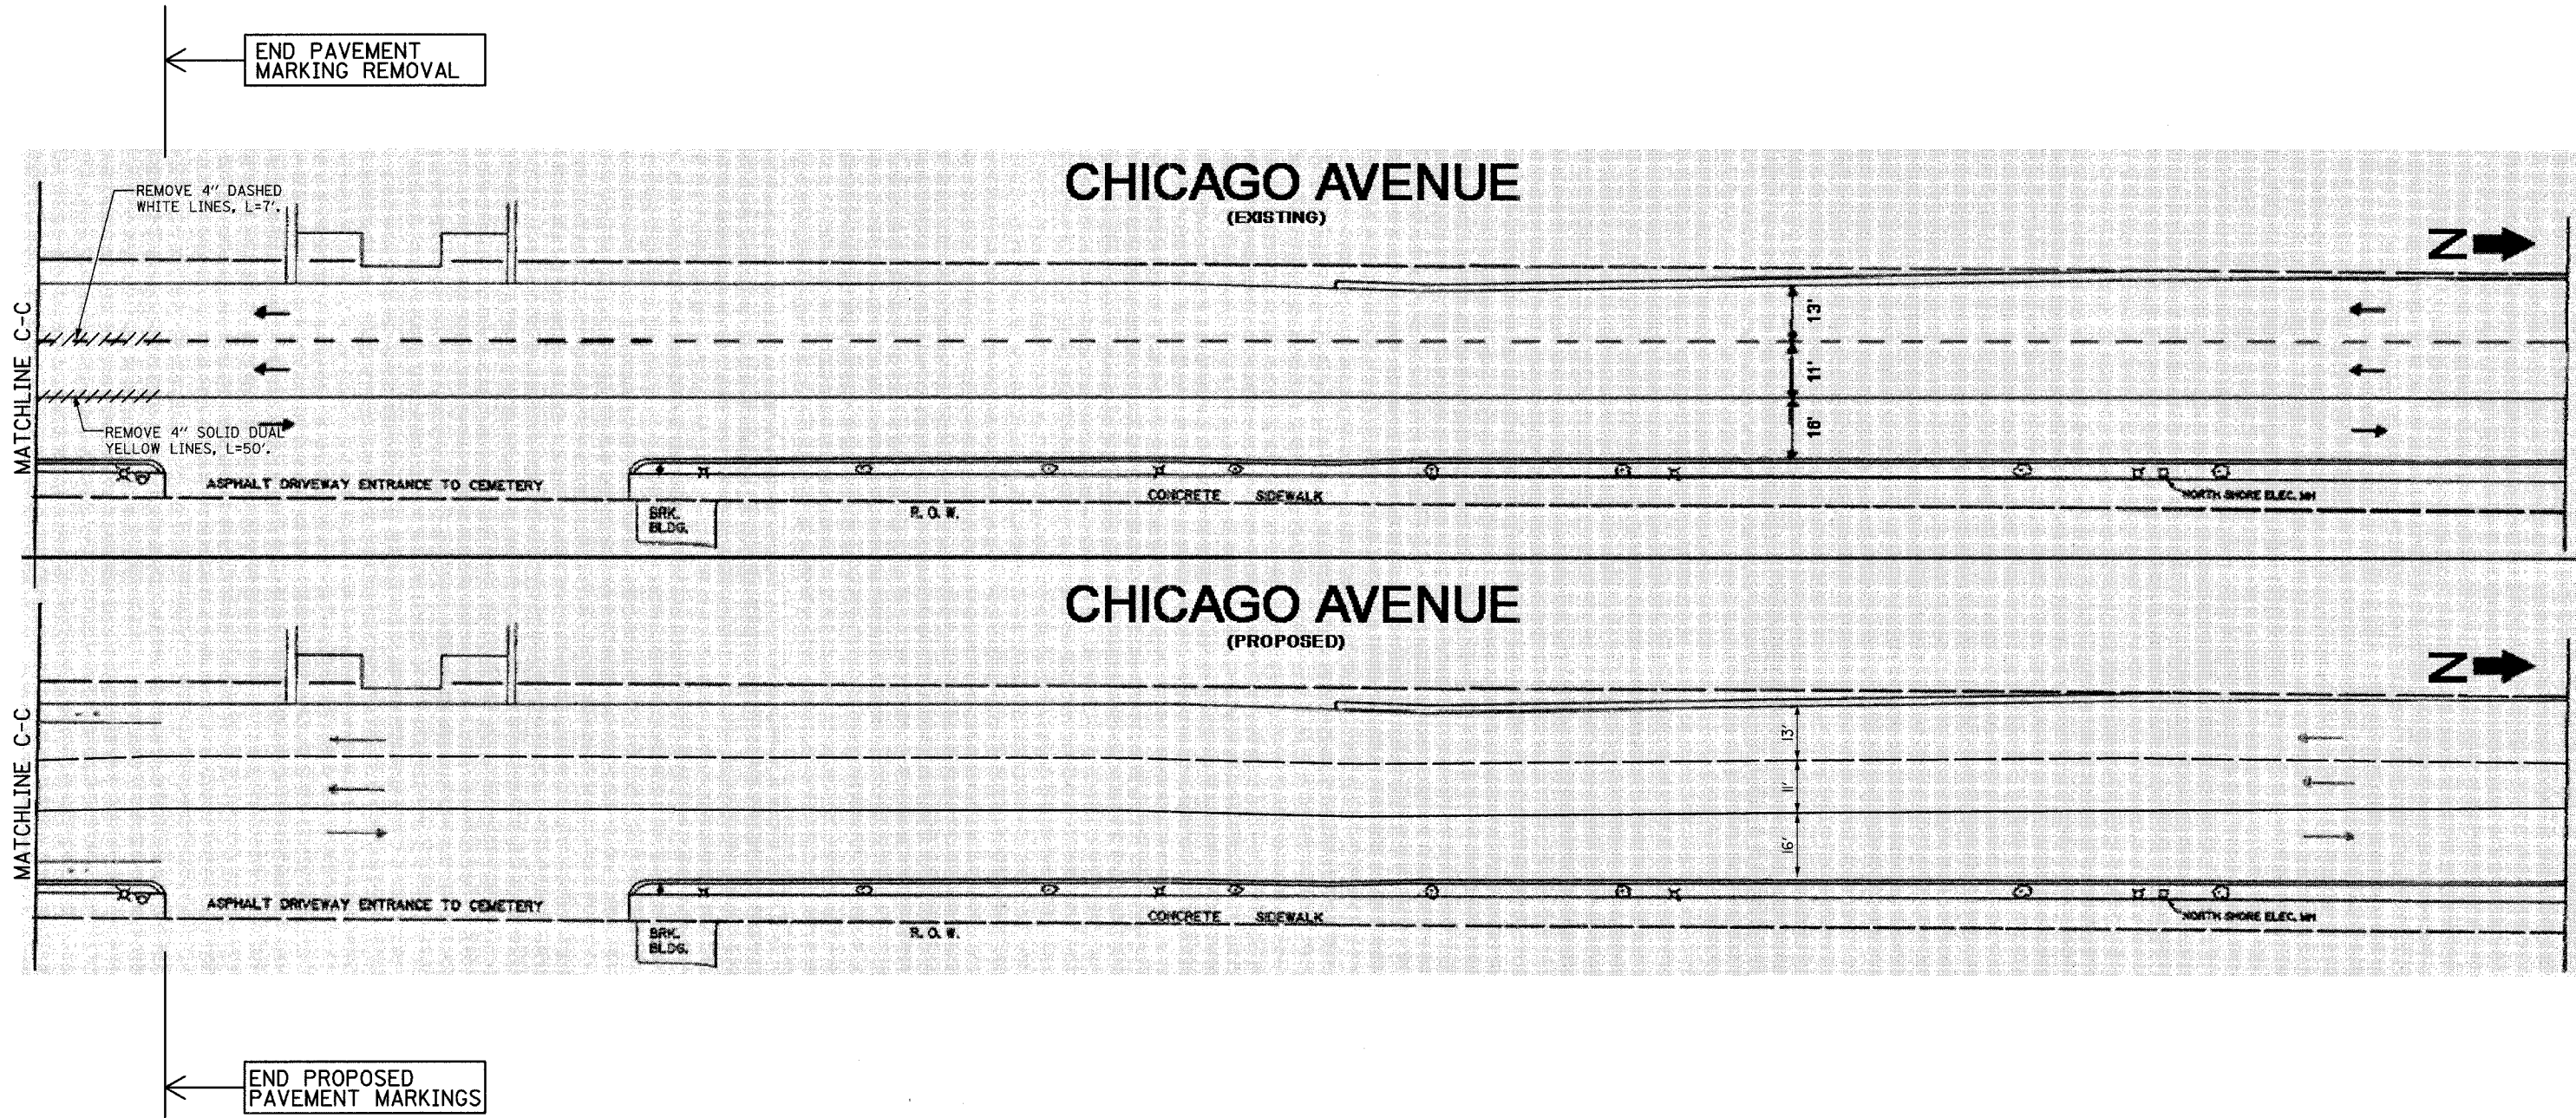 END PAVEMENT
MARKING REMOVAL
REMOVE 4" DASHED
WHITE LINES, L=7'.
CHICAGO AVENUE
(EXISTING)
N
MATCHLINE C-C
13'
11'
16'
REMOVE 4" SOLID DUAL
YELLOW LINES, L=50'.
ASPHALT DRIVEWAY ENTRANCE TO CEMETERY
CONCRETE SIDEWALK
NORTH SHORE ELEC. MH
BRK.
BLDG.
R. O. W.
CHICAGO AVENUE
(PROPOSED)
N
MATCHLINE C-C
13'
11'
16'
ASPHALT DRIVEWAY ENTRANCE TO CEMETERY
CONCRETE SIDEWALK
NORTH SHORE ELEC. MH
BRK.
BLDG.
R. O. W.
END PROPOSED
PAVEMENT MARKINGS